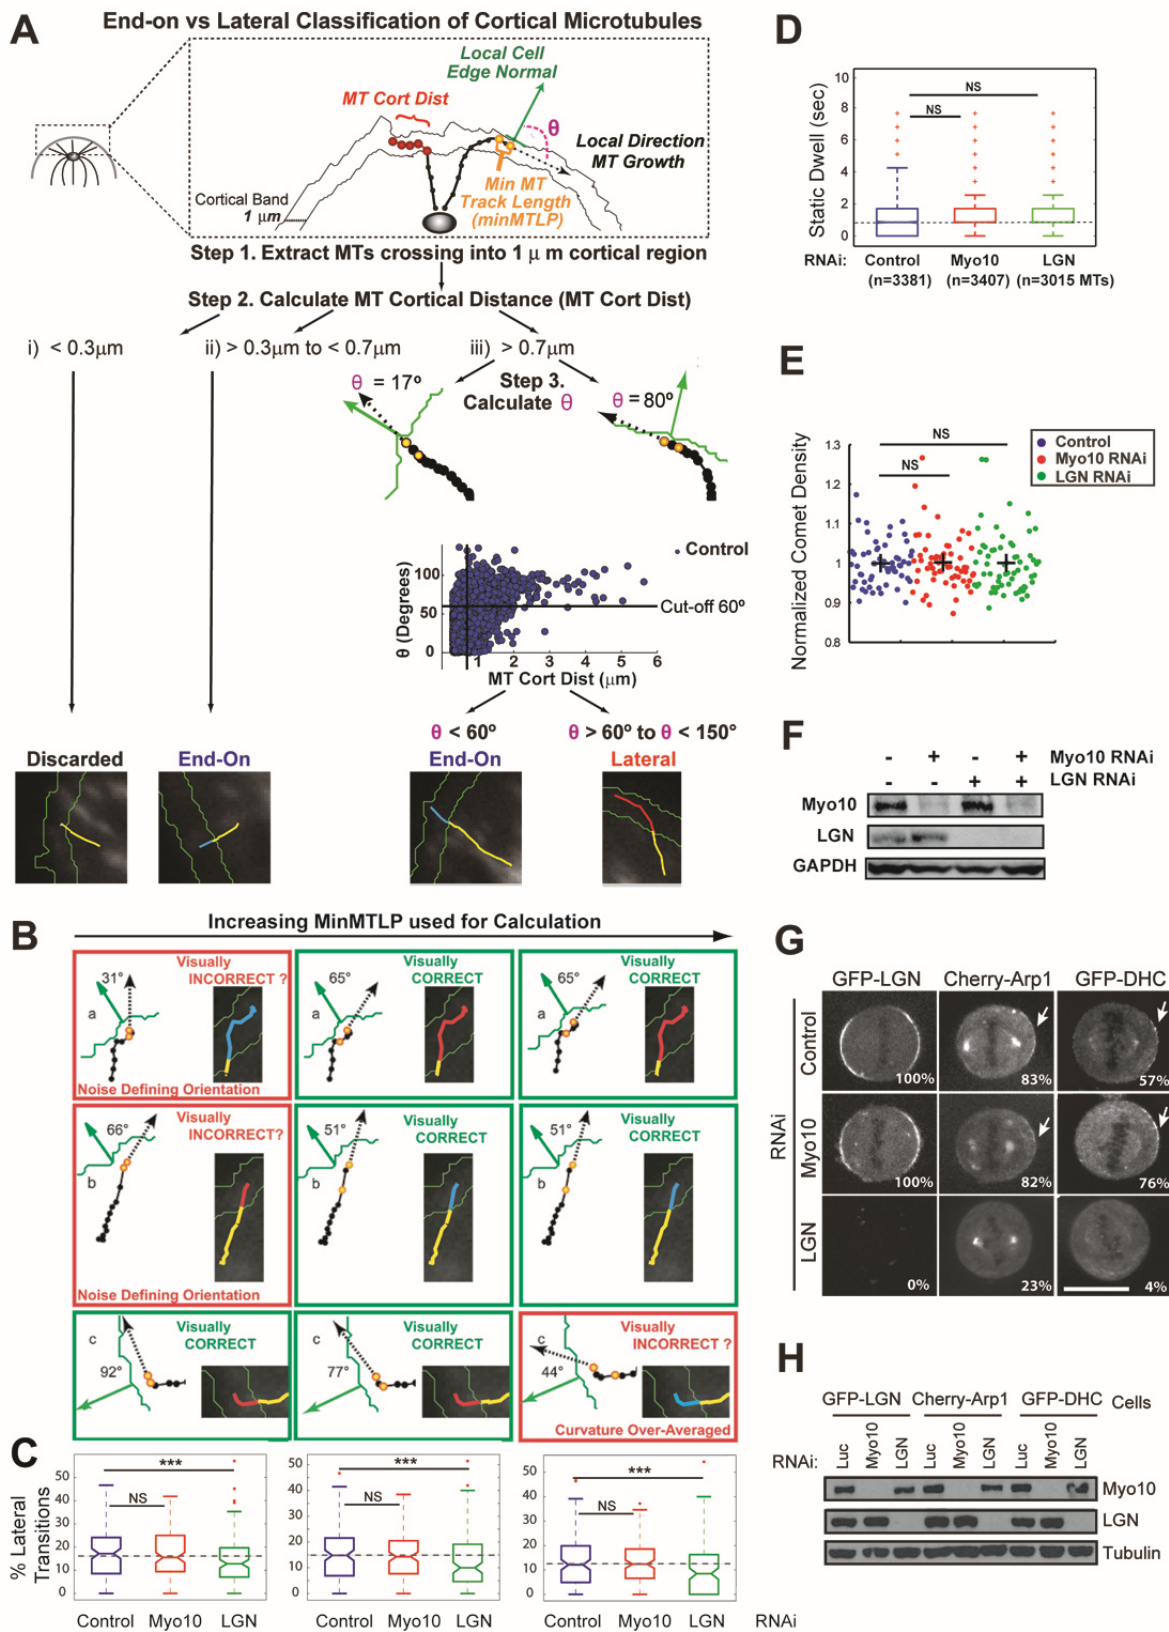 A
End-on vs Lateral Classification of Cortical Microtubules
Local Cell
Edge Normal
MT Cort Dist
θ
Local Direction
MT Growth
Min MT
Track Length
(minMTLP)
Cortical Band
1 μm
Step 1. Extract MTs crossing into 1 μ m cortical region
Step 2. Calculate MT Cortical Distance (MT Cort Dist)
i) < 0.3μm
ii) > 0.3μm to < 0.7μm
iii) > 0.7μm
Step 3.
Calculate θ
θ = 17º
θ = 80º
Control
θ (Degrees)
100
50
0
Cut-off 60º
1 2 3 4 5 6
MT Cort Dist (μm)
θ < 60º
θ > 60º to θ < 150°
Discarded
End-On
End-On
Lateral
B
Increasing MinMTLP used for Calculation
31°
a
Visually
INCORRECT ?
Noise Defining Orientation
65°
a
Visually
CORRECT
65°
a
Visually
CORRECT
66°
b
Visually
INCORRECT?
Noise Defining Orientation
51°
b
Visually
CORRECT
51°
b
Visually
CORRECT
c
92°
Visually
CORRECT
c
77°
Visually
CORRECT
c
44°
Visually
INCORRECT ?
Curvature Over-Averaged
C
% Lateral
Transitions
50
40
30
20
10
0
***
NS
Control Myo10 LGN
50
40
30
20
10
0
***
NS
Control Myo10 LGN
50
40
30
20
10
0
***
NS
Control Myo10 LGN
RNAi
D
Static Dwell (sec)
10
8
6
4
2
0
NS
NS
RNAi: Control Myo10 LGN
(n=3381) (n=3407) (n=3015 MTs)
E
Normalized Comet Density
1.3
1.2
1.1
1
0.9
0.8
NS
NS
Control
Myo10 RNAi
LGN RNAi
F
- + - + Myo10 RNAi
- - + + LGN RNAi
Myo10
LGN
GAPDH
G
GFP-LGN Cherry-Arp1 GFP-DHC
RNAi
Control
100% 83% 57%
Myo10
100% 82% 76%
LGN
0% 23% 4%
H
GFP-LGN Cherry-Arp1 GFP-DHC Cells
RNAi: Luc Myo10 LGN Luc Myo10 LGN Luc Myo10 LGN
Myo10
LGN
Tubulin